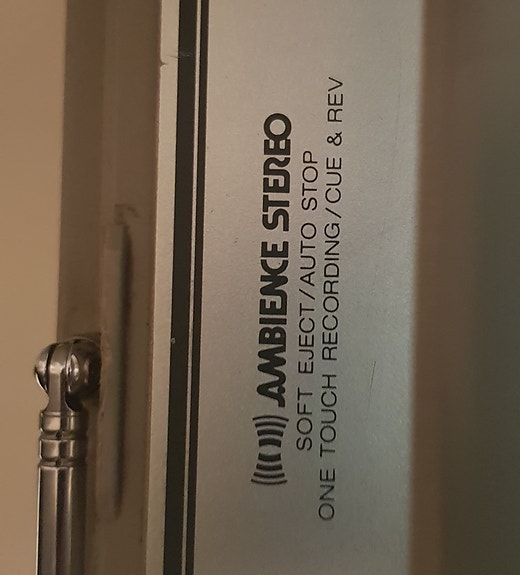 AMBIENCE STEREO
SOFT EJECT/AUTO STOP
ONE TOUCH RECORDING/CUE & REV